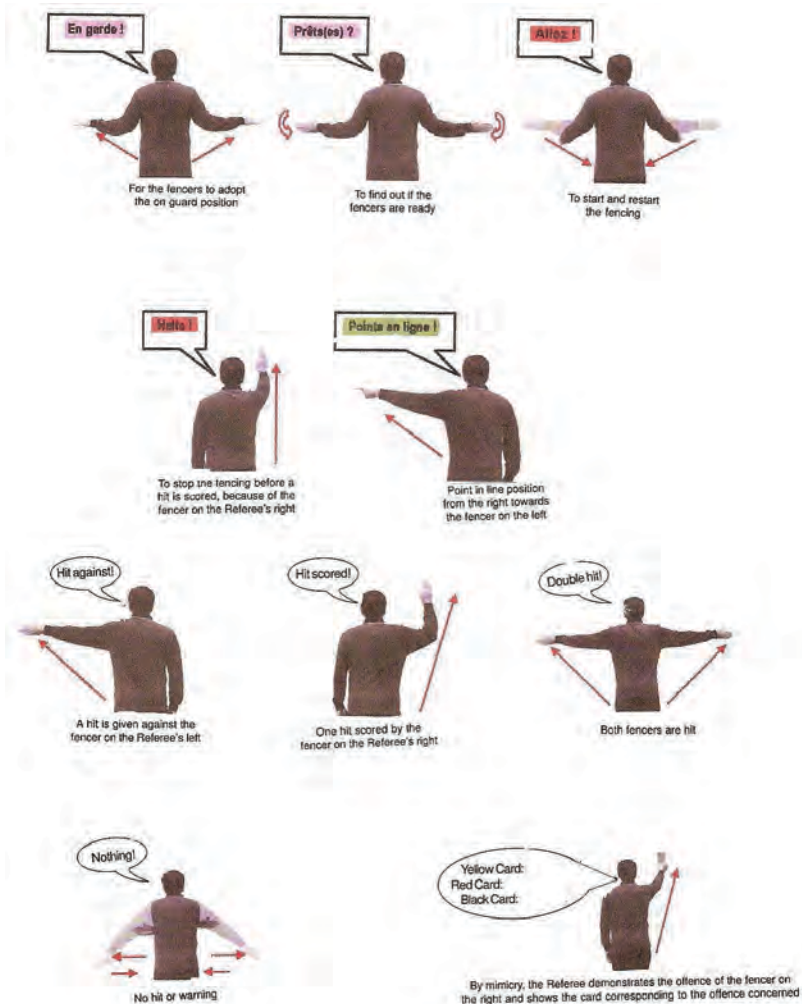 En garde !
Prêts(es) ?
Allez !
For the fencers to adopt
the on guard position
To find out if the
fencers are ready
To start and restart
the fencing
Halte !
Pointe en ligne !
To stop the fencing before a
hit is scored, because of the
fencer on the Referee's right
Point in line position
from the right towards
the fencer on the left
Hit against!
Hit scored!
Double hit!
A hit is given against the
fencer on the Referee's left
One hit scored by the
fencer on the Referee's right
Both fencers are hit
Nothing!
Yellow Card:
Red Card:
Black Card:
No hit or warning
By mimicry, the Referee demonstrates the offence of the fencer on
the right and shows the card corresponding to the offence concerned